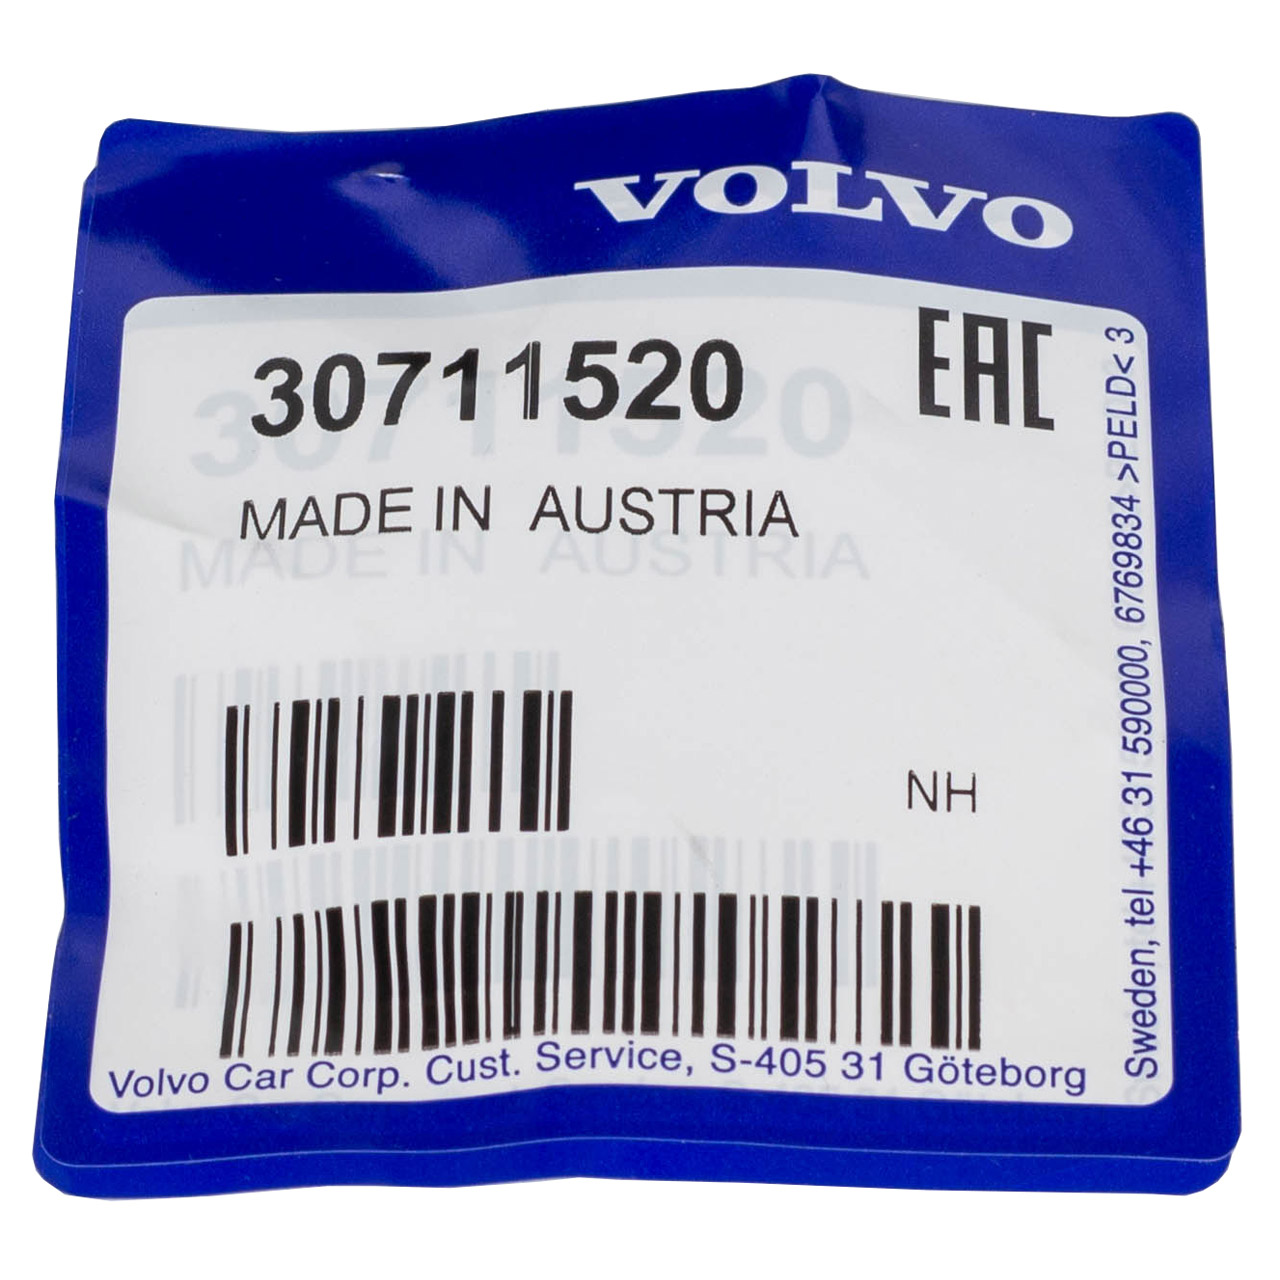 VOLVO
30711520
EAC
MADE IN AUSTRIA
NH
Volvo Car Corp. Cust. Service, S-405 31 Göteborg
Sweden, tel +46 31 590000, 6769834 >PELD< 3